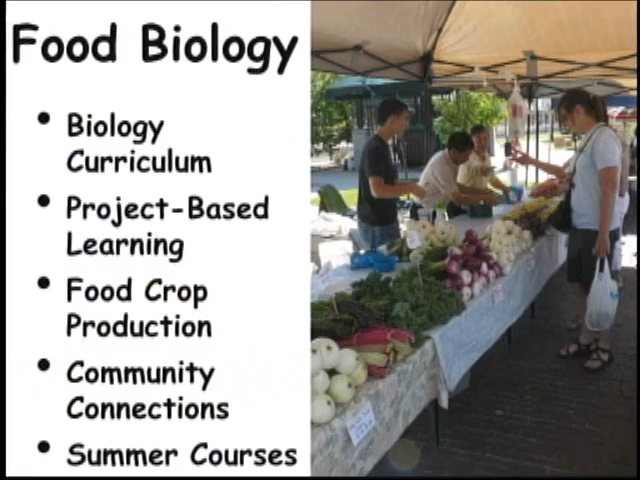 Food Biology
• Biology
Curriculum
• Project-Based
Learning
• Food Crop
Production
• Community
Connections
• Summer Courses